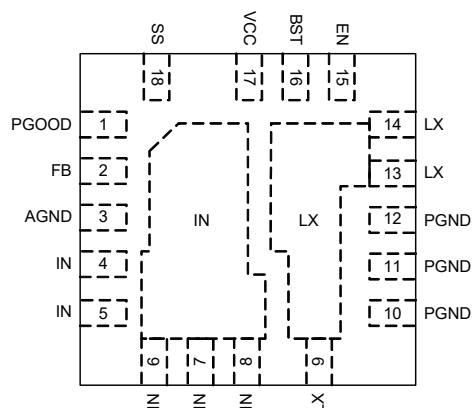 SS
VCC
BST
EN
18
17
16
15
PGOOD 1
14 LX
FB 2
13 LX
AGND 3
12 PGND
IN
LX
IN 4
11 PGND
IN 5
10 PGND
6
7
8
9